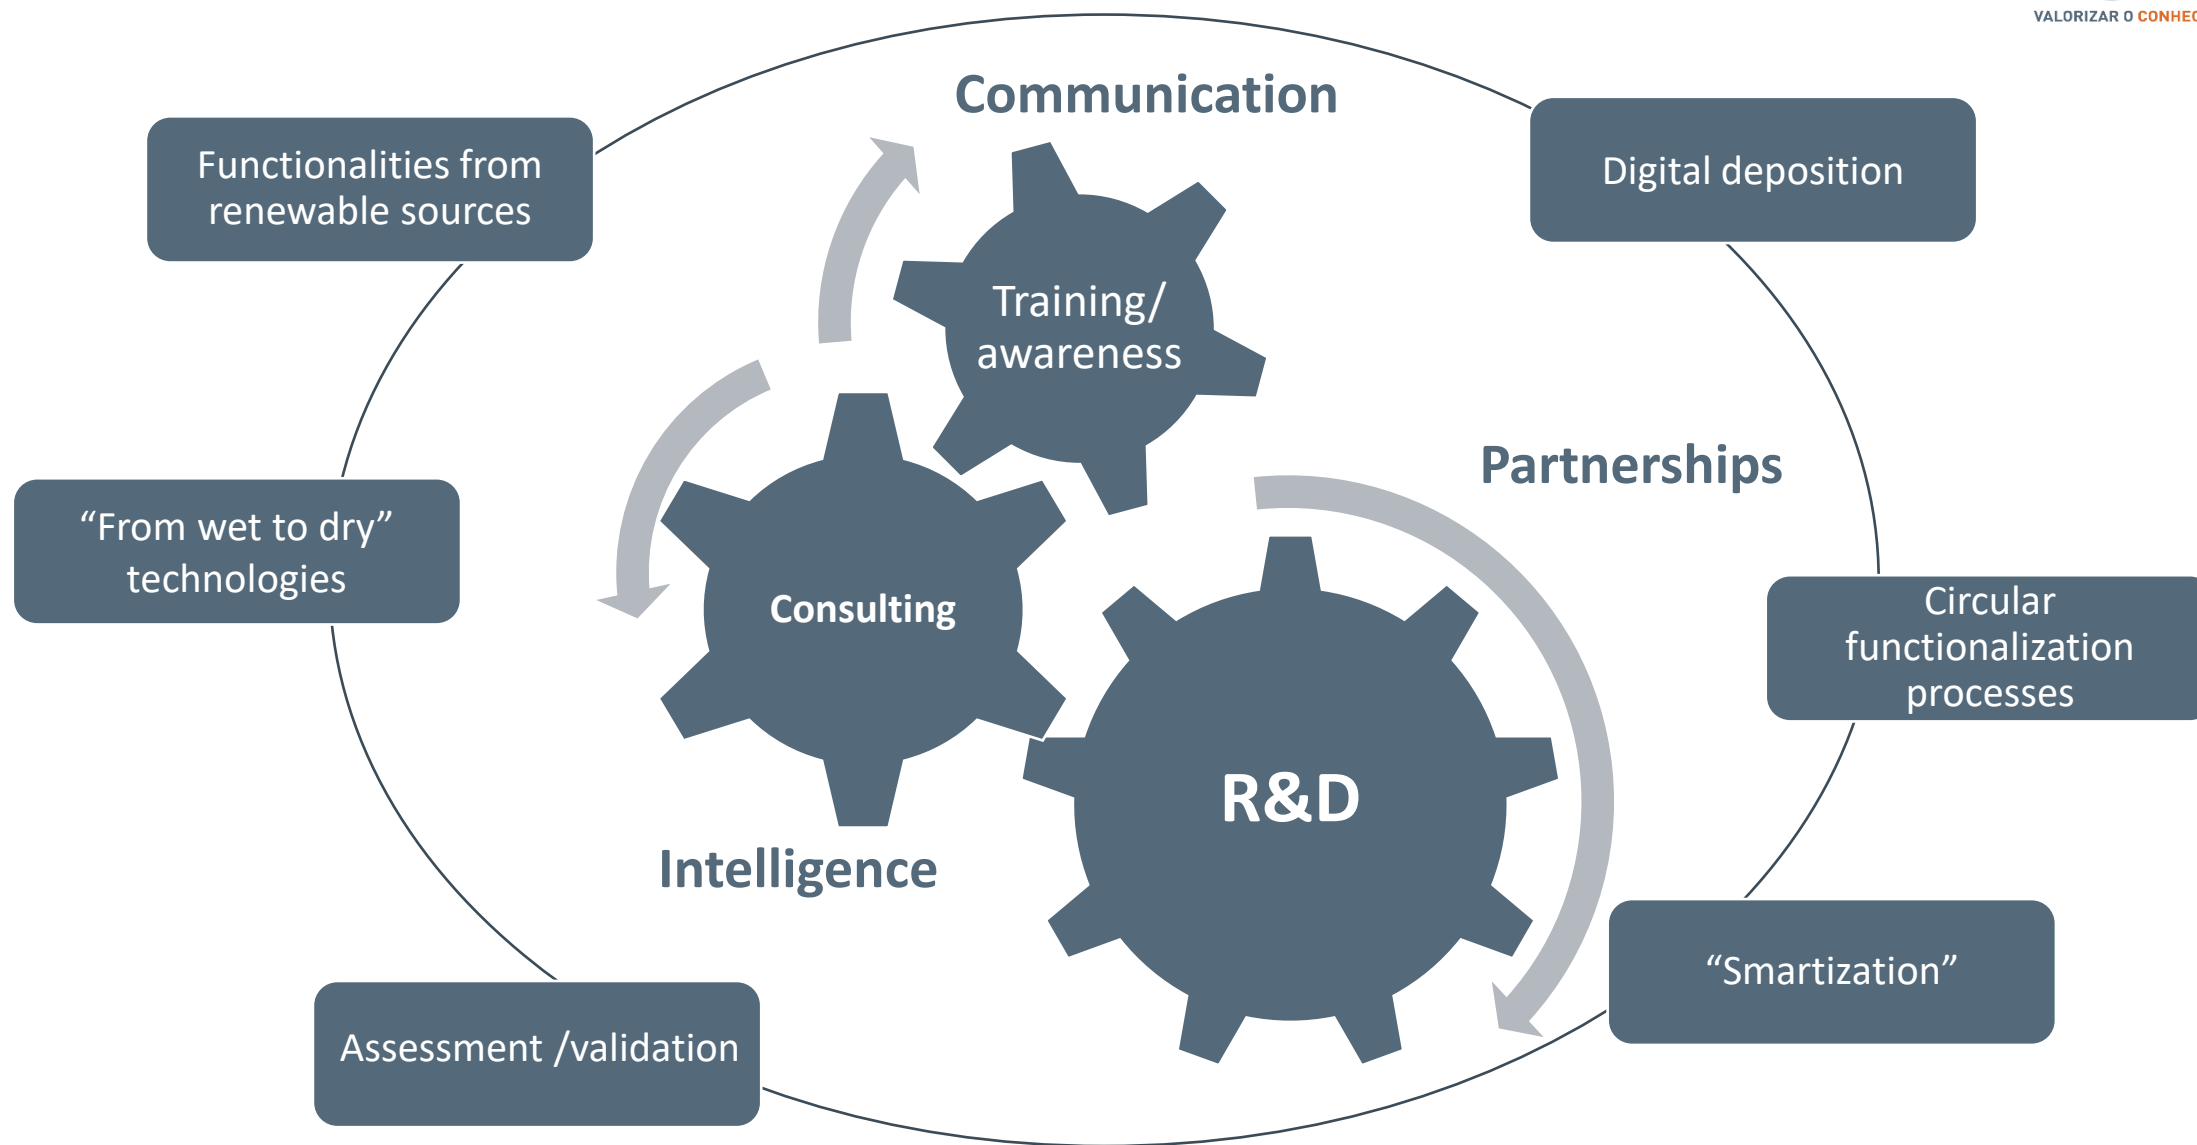 VALORIZAR O
Communication
Functionalities from
renewable sources
Digital deposition
Training/
awareness
Partnerships
“From wet to dry”
technologies
Consulting
Circular
functionalization
processes
R&D
Intelligence
“Smartization”
Assessment /validation